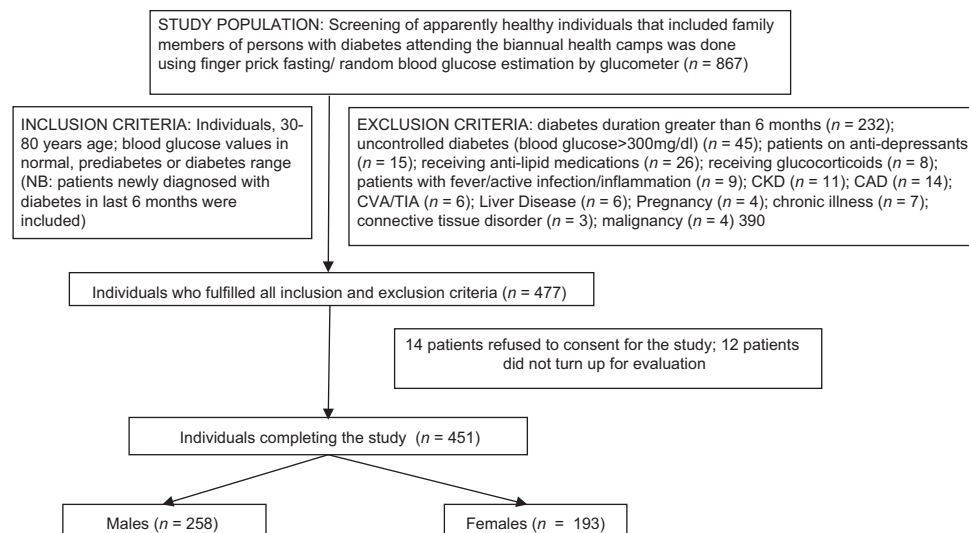 STUDY POPULATION: Screening of apparently healthy individuals that included family
members of persons with diabetes attending the biannual health camps was done
using finger prick fasting/ random blood glucose estimation by glucometer (n = 867)
INCLUSION CRITERIA: Individuals, 30-
80 years age; blood glucose values in
normal, prediabetes or diabetes range
(NB: patients newly diagnosed with
diabetes in last 6 months were
included)
EXCLUSION CRITERIA: diabetes duration greater than 6 months (n = 232);
uncontrolled diabetes (blood glucose>300mg/dl) (n = 45); patients on anti-depressants
(n = 15); receiving anti-lipid medications (n = 26); receiving glucocorticoids (n = 8);
patients with fever/active infection/inflammation (n = 9); CKD (n = 11); CAD (n = 14);
CVA/TIA (n = 6); Liver Disease (n = 6); Pregnancy (n = 4); chronic illness (n = 7);
connective tissue disorder (n = 3); malignancy (n = 4) 390
Individuals who fulfilled all inclusion and exclusion criteria (n = 477)
14 patients refused to consent for the study; 12 patients
did not turn up for evaluation
Individuals completing the study (n = 451)
Males (n = 258)
Females (n = 193)